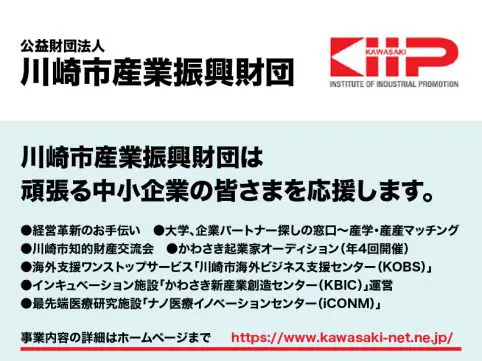 公益財団法人
川崎市産業振興財団
KAWASAKI
KIIP
INSTITUTE OF INDUSTRIAL PROMOTION
川崎市産業振興財団は
頑張る中小企業の皆さまを応援します。
●経営革新のお手伝い ●大学、企業パートナー探しの窓口〜産学・産産マッチング
●川崎市知的財産交流会 ●かわさき起業家オーディション（年4回開催）
●海外支援ワンストップサービス「川崎市海外ビジネス支援センター（KOBS）」
●インキュベーション施設「かわさき新産業創造センター（KBIC）」運営
●最先端医療研究施設「ナノ医療イノベーションセンター（iCONM）」
事業内容の詳細はホームページまで https://www.kawasaki-net.ne.jp/